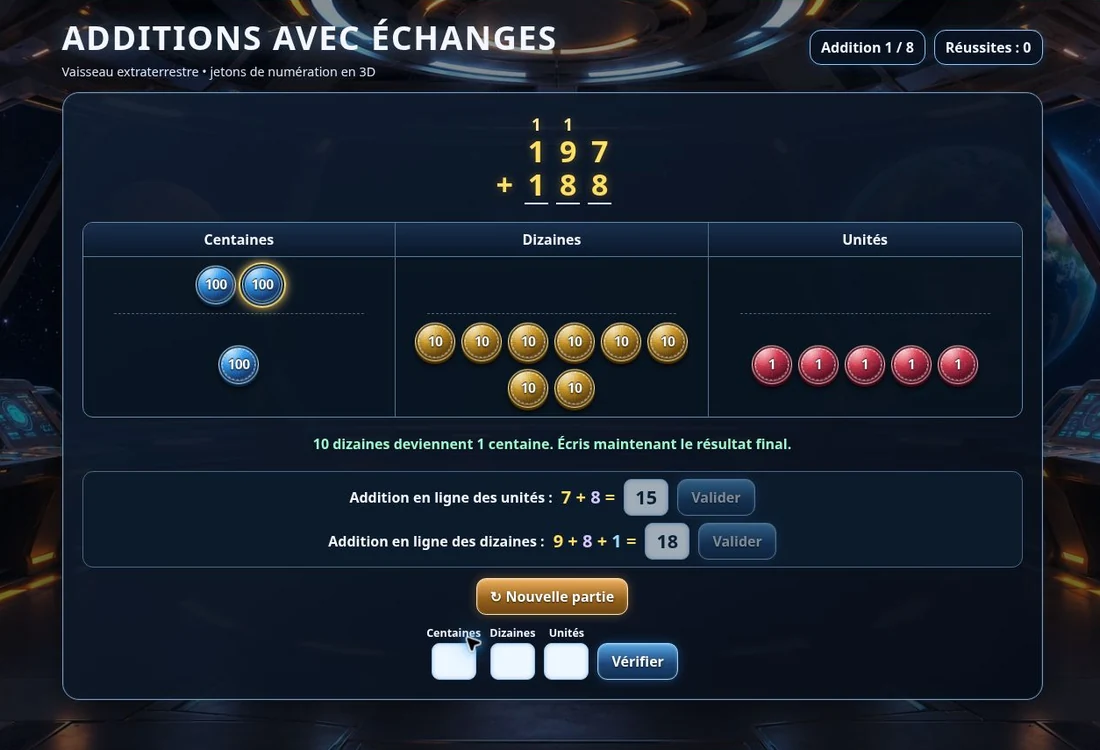 ADDITIONS AVEC ÉCHANGES
Vaisseau extraterrestre • jetons de numération en 3D
Addition 1 / 8
Réussites : 0
1 1
1 9 7
+ 1 8 8
Centaines Dizaines Unités
100 100
10 10 10 10 10 10
100
1 1 1 1 1
10 10
10 dizaines deviennent 1 centaine. Écris maintenant le résultat final.
Addition en ligne des unités : 7 + 8 = 15 Valider
Addition en ligne des dizaines : 9 + 8 + 1 = 18 Valider
↻ Nouvelle partie
Centaines Dizaines Unités
Vérifier